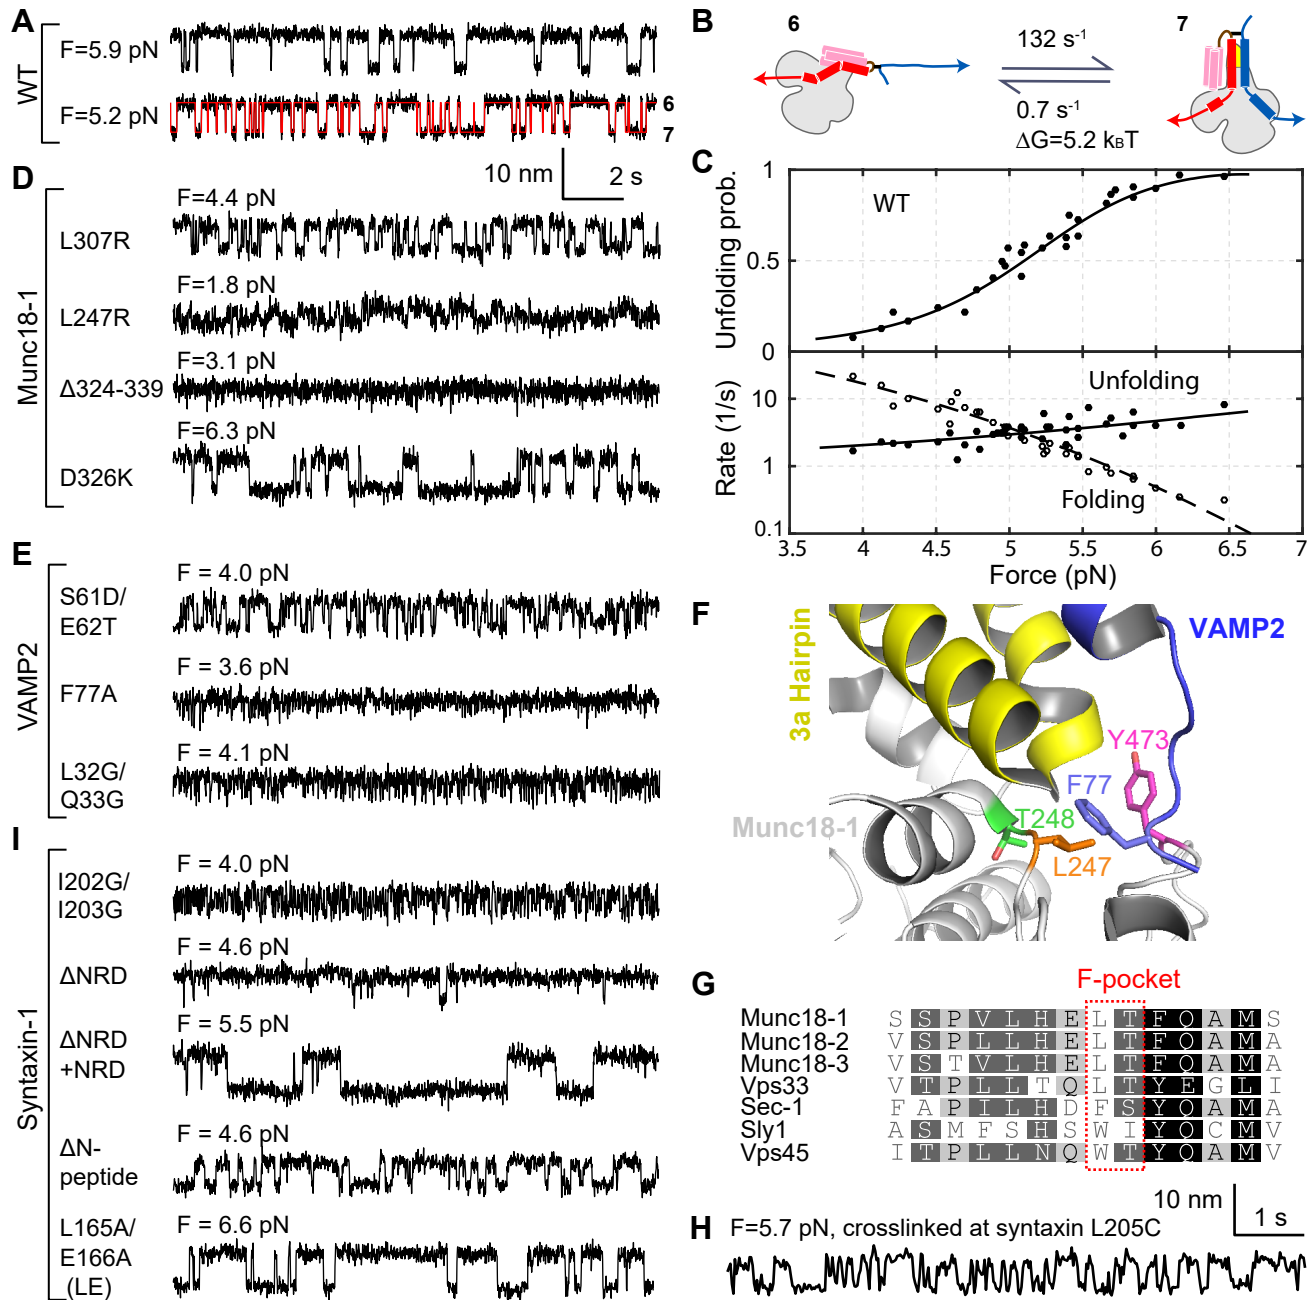 A
WT
F=5.9 pN
F=5.2 pN
6
7
10 nm
2 s
B
6
7
132 s-1
0.7 s-1
ΔG=5.2 kBT
C
WT
Unfolding prob.
1
0.5
0
Rate (1/s)
10
1
0.1
Unfolding
Folding
3.5 4 4.5 5 5.5 6 6.5 7
Force (pN)
D
Munc18-1
F=4.4 pN
L307R
F=1.8 pN
L247R
F=3.1 pN
Δ324-339
F=6.3 pN
D326K
E
VAMP2
F = 4.0 pN
S61D/
E62T
F = 3.6 pN
F77A
F = 4.1 pN
L32G/
Q33G
F
3a Hairpin
VAMP2
Y473
F77
T248
L247
Munc18-1
G
F-pocket
Munc18-1 S S P V L H E L T F Q A M S
Munc18-2 V S P L L H E L T F Q A M A
Munc18-3 V S T V L H E L T F Q A M A
Vps33 V T P L L T Q L T Y E G L I
Sec-1 F A P I L H D F S Y Q A M A
Sly1 A S M F S H S W I Y Q C M V
Vps45 I T P L L N Q W T Y Q A M V
H
10 nm
1 s
F=5.7 pN, crosslinked at syntaxin L205C
I
Syntaxin-1
F = 4.0 pN
I202G/
I203G
F = 4.6 pN
ΔNRD
F = 5.5 pN
ΔNRD
+NRD
F = 4.6 pN
ΔN-
peptide
F = 6.6 pN
L165A/
E166A
(LE)